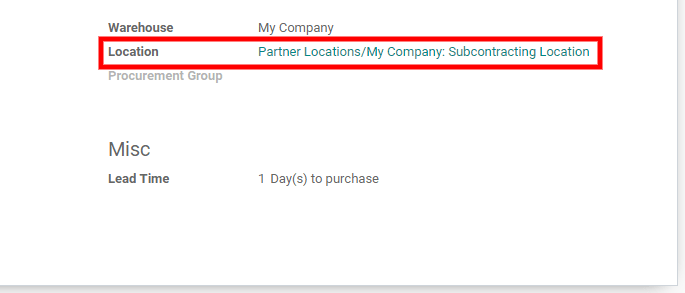 Warehouse My Company
Location Partner Locations/My Company: Subcontracting Location
Procurement Group
Misc
Lead Time 1 Day(s) to purchase